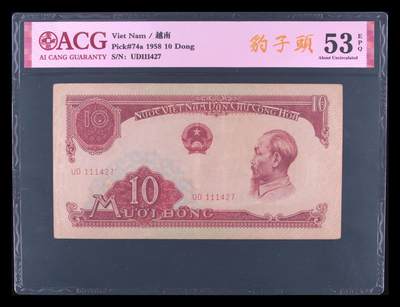 ACG
AI CANG GUARANTY
Viet Nam / 越南
Pick#74a 1958 10 Dong
S/N: UD111427
豹子頭
53
EPQ
About Uncirculated
10
10
NƯỚC VIỆT NAM DÂN CHỦ CỘNG HÒA
UD 111427
UD 111427
10
MƯỜI ĐỒNG